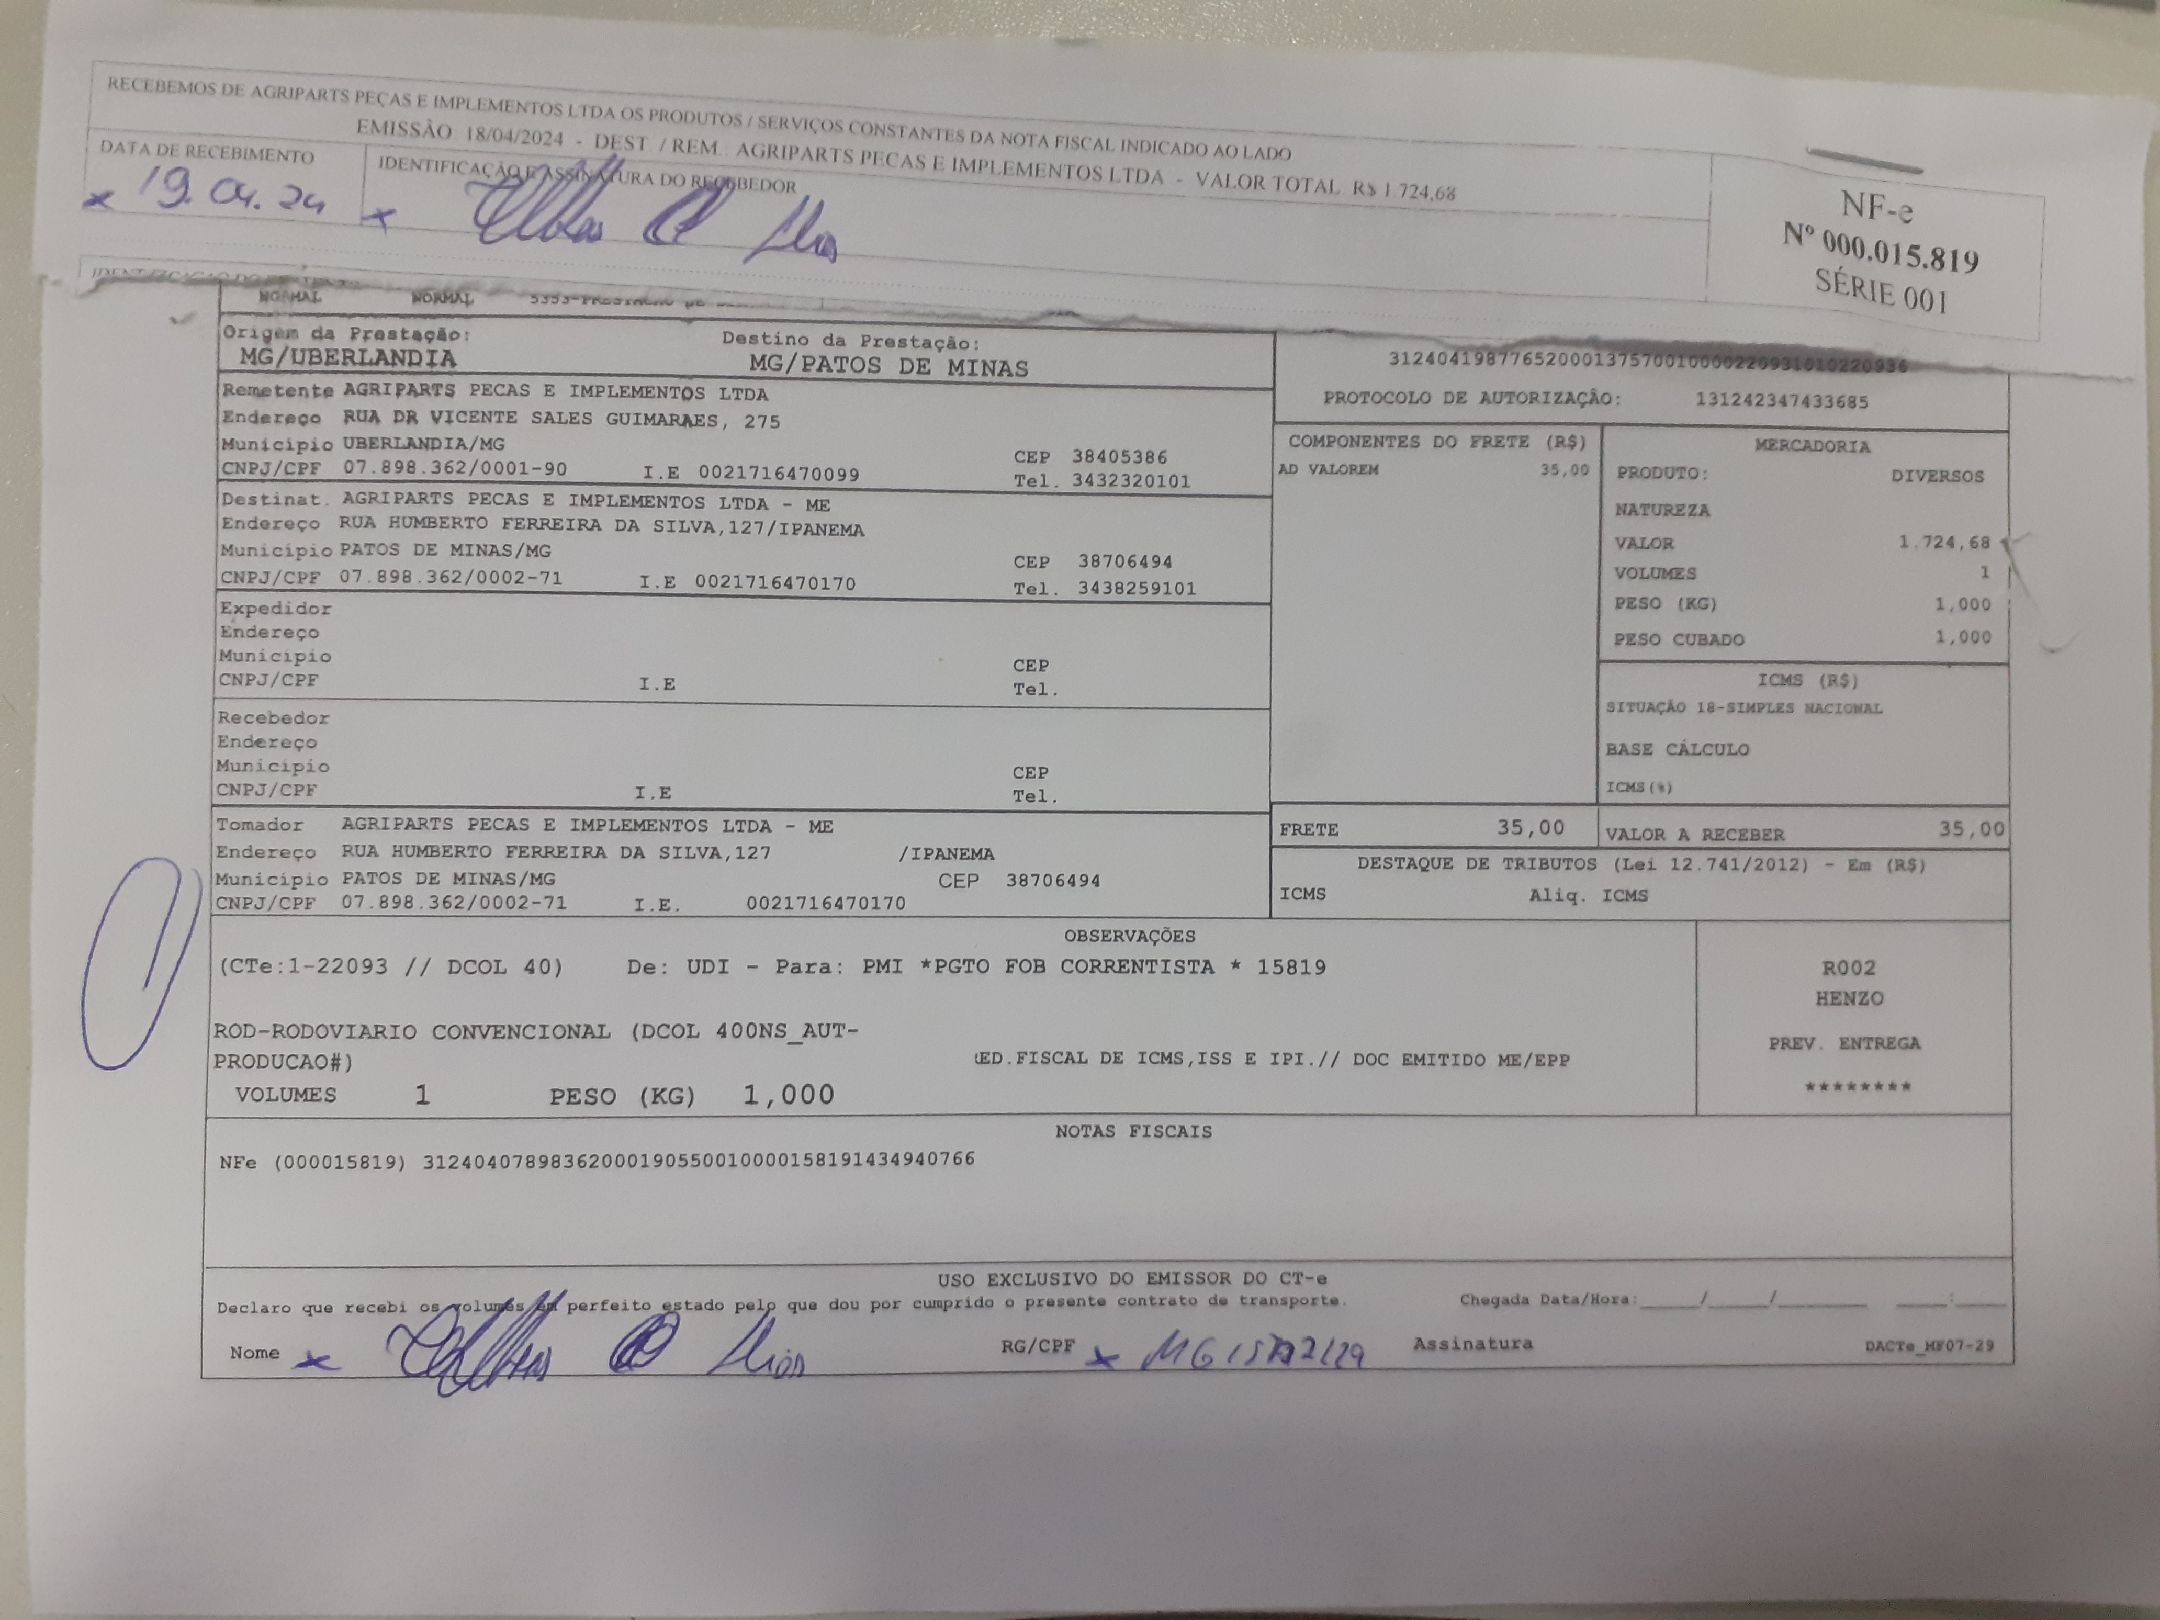 RECEBEMOS DE AGRIPARTS PEÇAS E IMPLEMENTOS LTDA OS PRODUTOS / SERVIÇOS CONSTANTES DA NOTA FISCAL INDICADO AO LADO
EMISSÃO 18/04/2024 - DEST. / REM. AGRIPARTS PECAS E IMPLEMENTOS LTDA - VALOR TOTAL R$ 1.724,68
DATA DE RECEBIMENTO
IDENTIFICAÇÃO E ASSINATURA DO RECEBEDOR
x 19.04.24
x
NF-e
Nº 000.015.819
SÉRIE 001
NORMAL NORMAL
Origem da Prestação: Destino da Prestação:
MG/UBERLANDIA MG/PATOS DE MINAS
31240419877652000137570010000220931010220936
PROTOCOLO DE AUTORIZAÇÃO: 131242347433685
Remetente AGRIPARTS PECAS E IMPLEMENTOS LTDA
Endereço RUA DR VICENTE SALES GUIMARAES, 275
Município UBERLANDIA/MG CEP 38405386
CNPJ/CPF 07.898.362/0001-90 I.E 0021716470099 Tel. 3432320101
Destinat. AGRIPARTS PECAS E IMPLEMENTOS LTDA - ME
Endereço RUA HUMBERTO FERREIRA DA SILVA,127/IPANEMA
Município PATOS DE MINAS/MG CEP 38706494
CNPJ/CPF 07.898.362/0002-71 I.E 0021716470170 Tel. 3438259101
Expedidor
Endereço
Município CEP
CNPJ/CPF I.E Tel.
Recebedor
Endereço
Município CEP
CNPJ/CPF I.E Tel.
Tomador AGRIPARTS PECAS E IMPLEMENTOS LTDA - ME
Endereço RUA HUMBERTO FERREIRA DA SILVA,127 /IPANEMA
Município PATOS DE MINAS/MG CEP 38706494
CNPJ/CPF 07.898.362/0002-71 I.E. 0021716470170
COMPONENTES DO FRETE (R$)
AD VALOREM 35,00
MERCADORIA
PRODUTO: DIVERSOS
NATUREZA
VALOR 1.724,68
VOLUMES 1
PESO (KG) 1,000
PESO CUBADO 1,000
ICMS (R$)
SITUAÇÃO 18-SIMPLES NACIONAL
BASE CÁLCULO
ICMS(%)
FRETE 35,00 VALOR A RECEBER 35,00
DESTAQUE DE TRIBUTOS (Lei 12.741/2012) - Em (R$)
ICMS Aliq. ICMS
OBSERVAÇÕES
(CTe:1-22093 // DCOL 40) De: UDI - Para: PMI *PGTO FOB CORRENTISTA * 15819
ROD-RODOVIARIO CONVENCIONAL (DCOL 400NS_AUT-
PRODUCAO#) ED.FISCAL DE ICMS,ISS E IPI.// DOC EMITIDO ME/EPP
VOLUMES 1 PESO (KG) 1,000
R002
HENZO
PREV. ENTREGA
********
NOTAS FISCAIS
NFe (000015819) 31240407898362000190550010000158191434940766
USO EXCLUSIVO DO EMISSOR DO CT-e
Declaro que recebi os volumes em perfeito estado pelo que dou por cumprido o presente contrato de transporte. Chegada Data/Hora:____/____/______ ____:____
Nome x RG/CPF x Assinatura DACTe_MF07-29